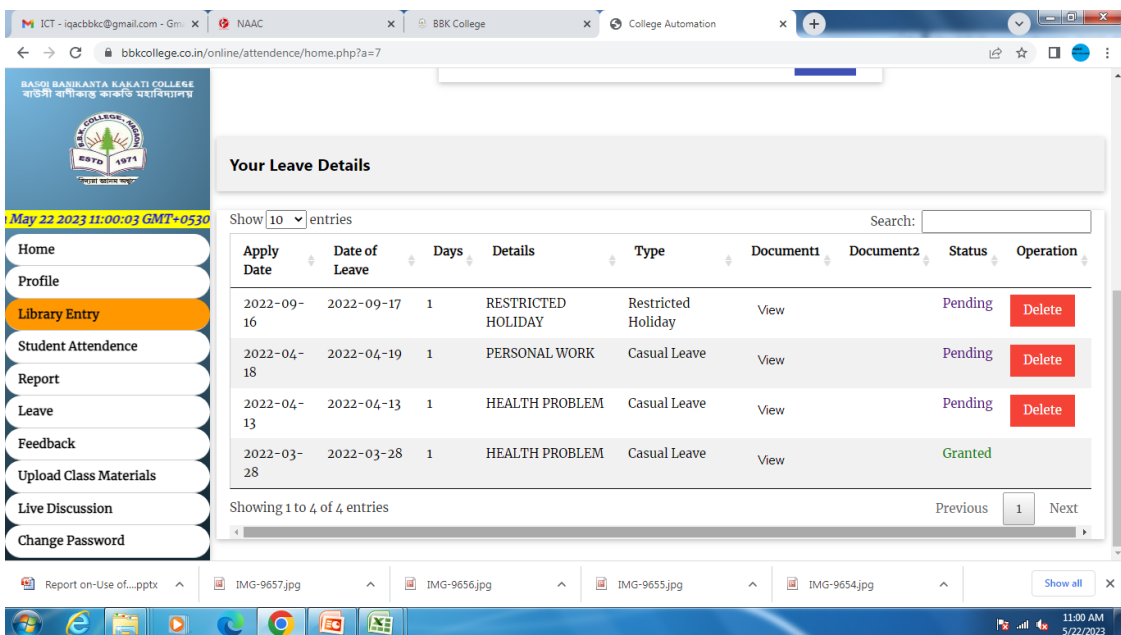 ICT - iqacbbkc@gmail.com - Gm
NAAC
BBK College
College Automation
bbkcollege.co.in/online/attendence/home.php?a=7
BASOI BANIKANTA KAKATI COLLEGE
বাউসী বাণীকান্ত কাকতি মহাবিদ্যালয়
B.B.K. COLLEGE, NAGAON
ESTD 1971
May 22 2023 11:00:03 GMT+0530
Home
Profile
Library Entry
Student Attendence
Report
Leave
Feedback
Upload Class Materials
Live Discussion
Change Password
Your Leave Details
Show 10 entries Search:
Apply Date Date of Leave Days Details Type Document1 Document2 Status Operation
2022-09-16 2022-09-17 1 RESTRICTED HOLIDAY Restricted Holiday View Pending Delete
2022-04-18 2022-04-19 1 PERSONAL WORK Casual Leave View Pending Delete
2022-04-13 2022-04-13 1 HEALTH PROBLEM Casual Leave View Pending Delete
2022-03-28 2022-03-28 1 HEALTH PROBLEM Casual Leave View Granted
Showing 1 to 4 of 4 entries Previous 1 Next
Report on-Use of....pptx
IMG-9657.jpg
IMG-9656.jpg
IMG-9655.jpg
IMG-9654.jpg
Show all
11:00 AM
5/22/2023